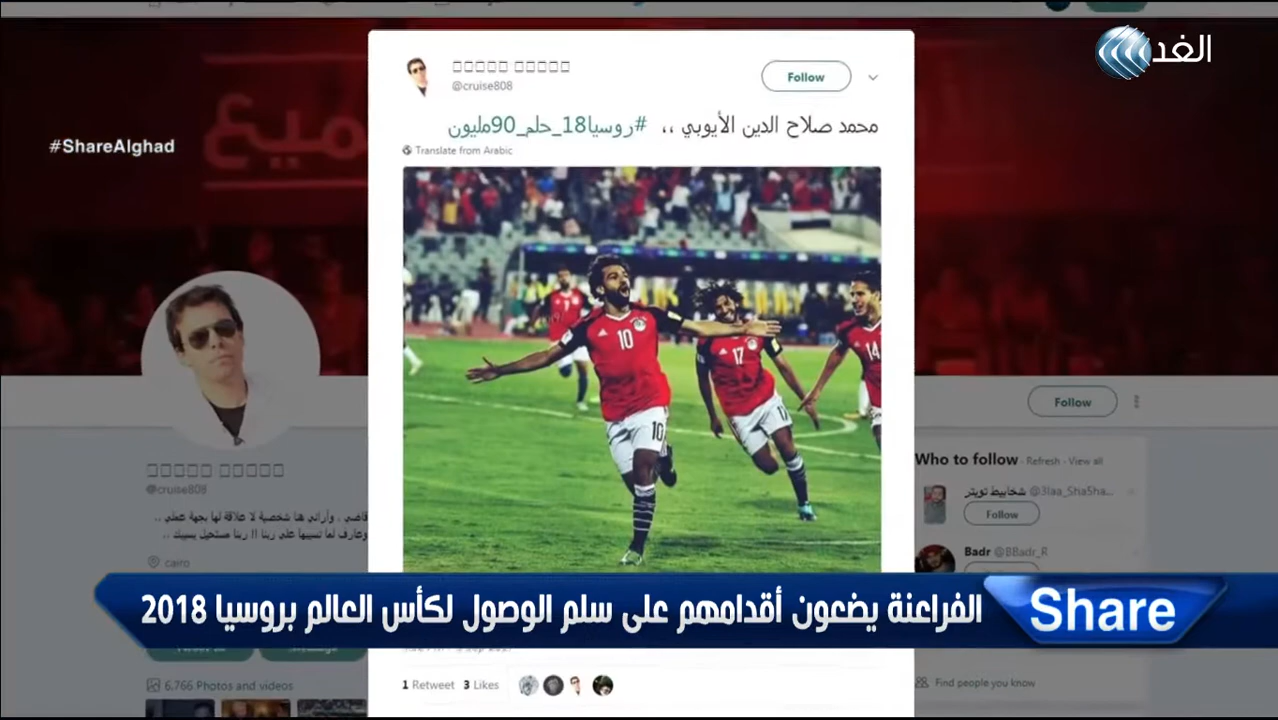 الغد
#ShareAlghad
@cruise808
Follow
محمد صلاح الدين الأيوبي ،، #روسيا18_حلم_90مليون
Translate from Arabic
10
17
14
10
@cruise808
cairo
6,766 Photos and videos
Follow
Who to follow · Refresh · View all
شخابيط تويتر @3laa_ShaSha...
Follow
Badr @BBadr_R
الفراعنة يضعون أقدامهم على سلم الوصول لكأس العالم بروسيا 2018
Share
1 Retweet 3 Likes
Find people you know